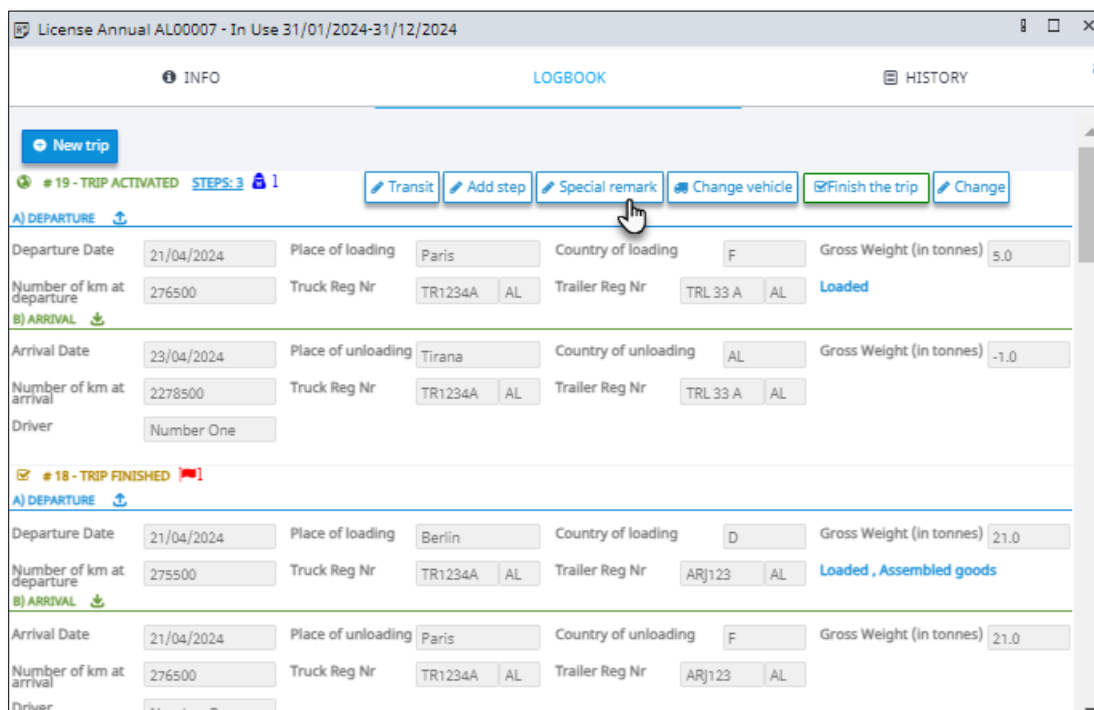 License Annual AL00007 - In Use 31/01/2024-31/12/2024
INFO LOGBOOK HISTORY
New trip
# 19 - TRIP ACTIVATED STEPS: 3 1 Transit Add step Special remark Change vehicle Finish the trip Change
A) DEPARTURE
Departure Date 21/04/2024 Place of loading Paris Country of loading F Gross Weight (in tonnes) 5.0
Number of km at departure 276500 Truck Reg Nr TR1234A AL Trailer Reg Nr TRL 33 A AL Loaded
B) ARRIVAL
Arrival Date 23/04/2024 Place of unloading Tirana Country of unloading AL Gross Weight (in tonnes) -1.0
Number of km at arrival 2278500 Truck Reg Nr TR1234A AL Trailer Reg Nr TRL 33 A AL
Driver Number One
# 18 - TRIP FINISHED 1
A) DEPARTURE
Departure Date 21/04/2024 Place of loading Berlin Country of loading D Gross Weight (in tonnes) 21.0
Number of km at departure 275500 Truck Reg Nr TR1234A AL Trailer Reg Nr ARJ123 AL Loaded , Assembled goods
B) ARRIVAL
Arrival Date 21/04/2024 Place of unloading Paris Country of unloading F Gross Weight (in tonnes) 21.0
Number of km at arrival 276500 Truck Reg Nr TR1234A AL Trailer Reg Nr ARJ123 AL
Driver